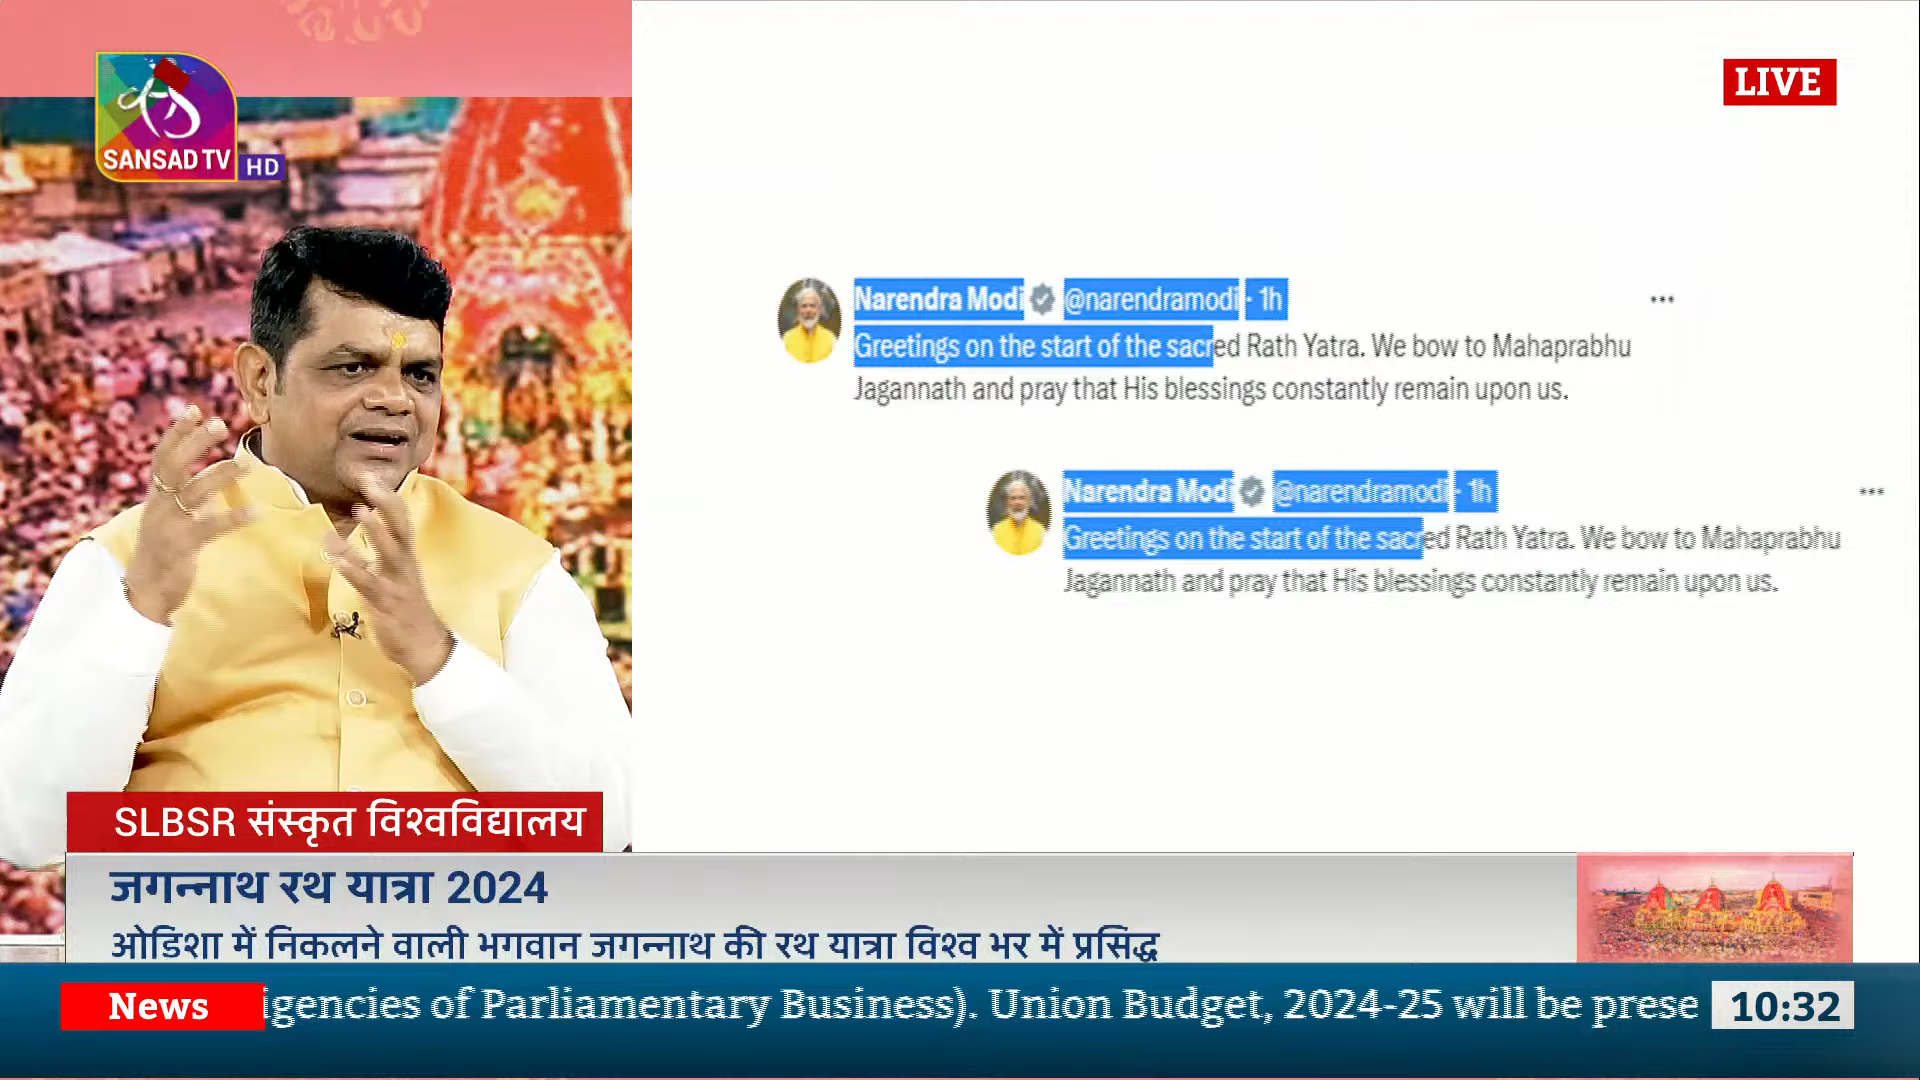 SANSAD TV
HD
LIVE
Narendra Modi @narendramodi · 1h
Greetings on the start of the sacred Rath Yatra. We bow to Mahaprabhu
Jagannath and pray that His blessings constantly remain upon us.
Narendra Modi @narendramodi · 1h
Greetings on the start of the sacred Rath Yatra. We bow to Mahaprabhu
Jagannath and pray that His blessings constantly remain upon us.
SLBSR संस्कृत विश्वविद्यालय
जगन्नाथ रथ यात्रा 2024
ओडिशा में निकलने वाली भगवान जगन्नाथ की रथ यात्रा विश्व भर में प्रसिद्ध
News igencies of Parliamentary Business). Union Budget, 2024-25 will be prese 10:32